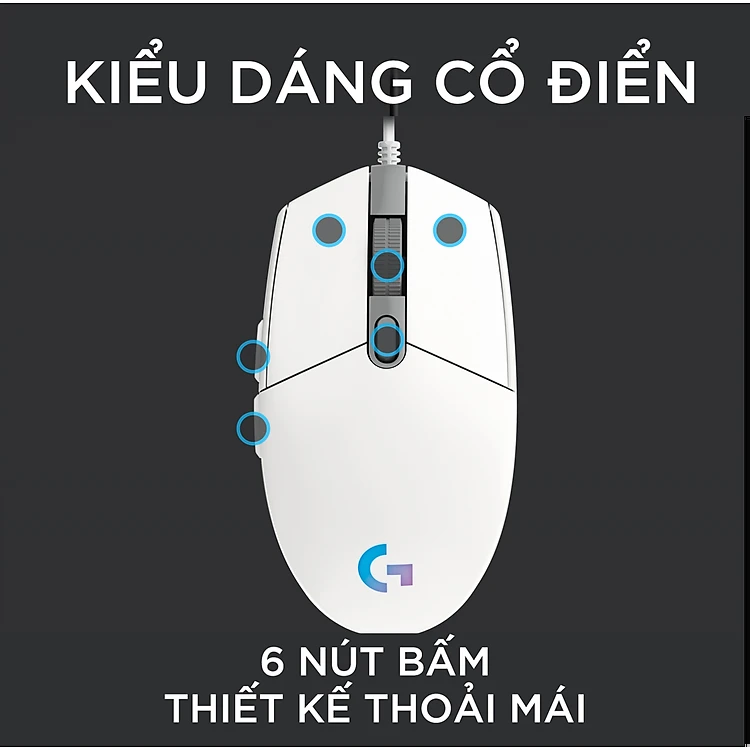 KIỂU DÁNG CỔ ĐIỂN
G
6 NÚT BẤM
THIẾT KẾ THOẢI MÁI